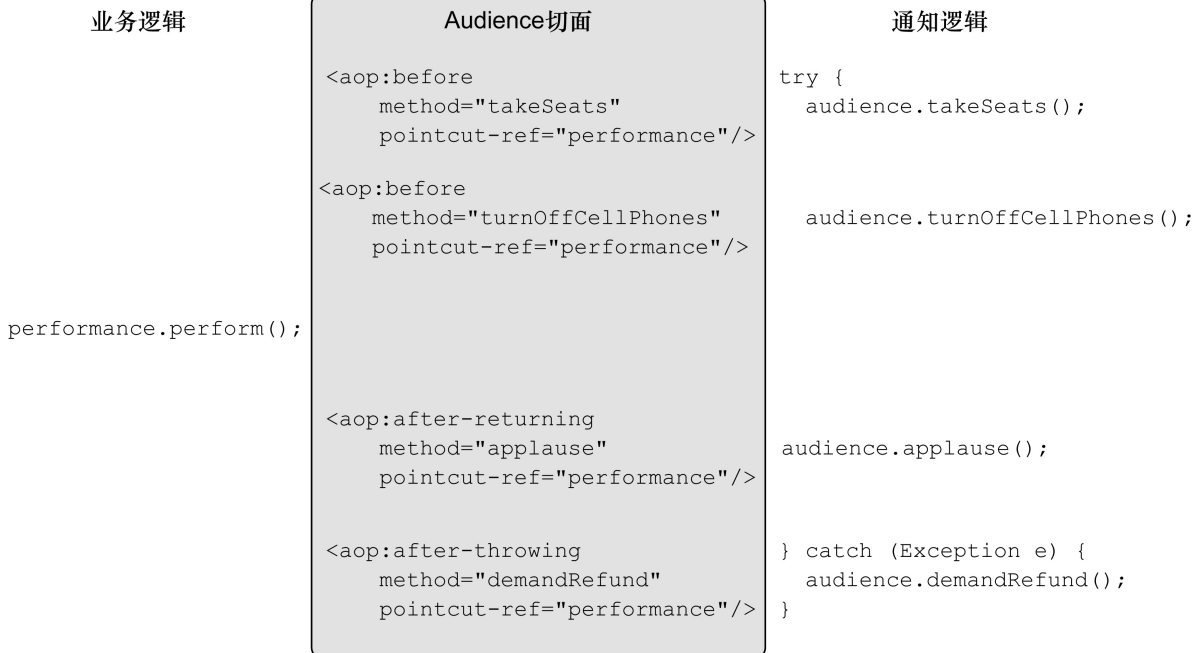 业务逻辑 Audience切面 通知逻辑
<aop:before try {
method="takeSeats" audience.takeSeats();
pointcut-ref="performance"/>
<aop:before
method="turnOffCellPhones" audience.turnOffCellPhones();
pointcut-ref="performance"/>
performance.perform();
<aop:after-returning
method="applause" audience.applause();
pointcut-ref="performance"/>
<aop:after-throwing } catch (Exception e) {
method="demandRefund" audience.demandRefund();
pointcut-ref="performance"/> }